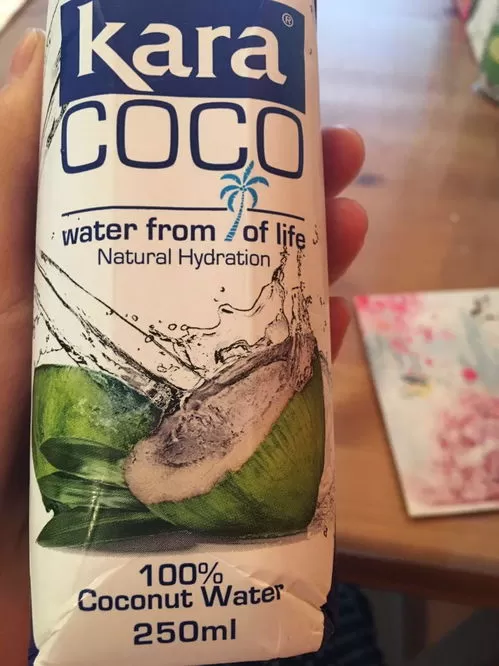 kara®
COCO
water from of life
Natural Hydration
100%
Coconut Water
250ml